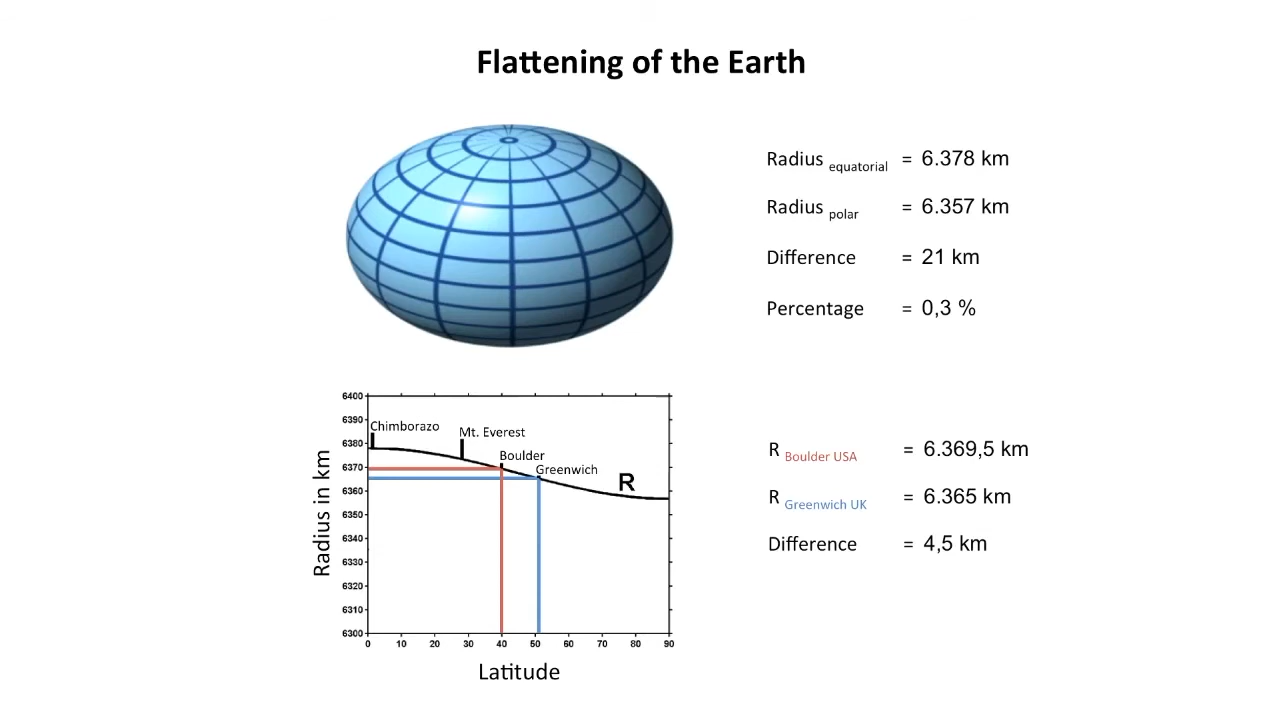 Flattening of the Earth
Radius equatorial = 6.378 km
Radius polar = 6.357 km
Difference = 21 km
Percentage = 0,3 %
6400
6390
6380
6370
6360
6350
6340
6330
6320
6310
6300
Radius in km
Chimborazo
Mt. Everest
Boulder
Greenwich
R
0 10 20 30 40 50 60 70 80 90
Latitude
R Boulder USA = 6.369,5 km
R Greenwich UK = 6.365 km
Difference = 4,5 km